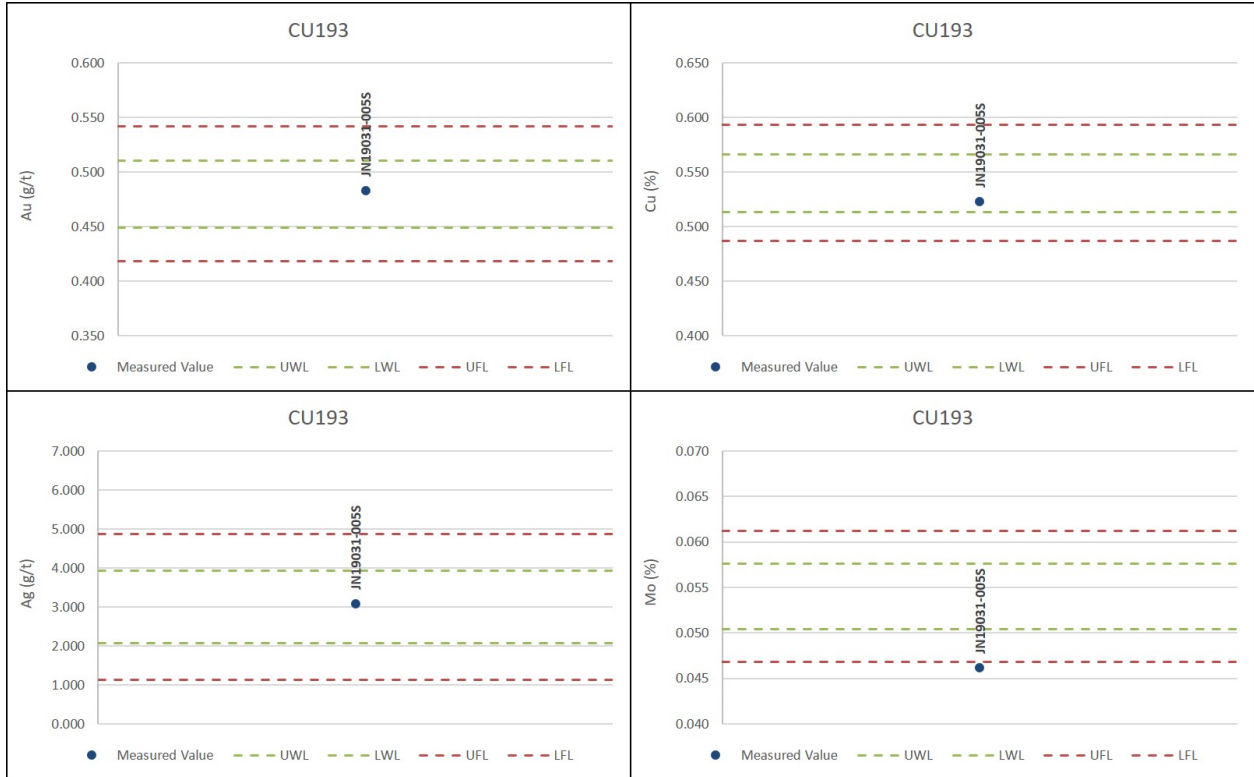 CU193
0.600
0.550
0.500
0.450
0.400
0.350
Au (g/t)
JN19031-005S
Measured Value UWL LWL UFL LFL
CU193
0.650
0.600
0.550
0.500
0.450
0.400
Cu (%)
JN19031-005S
Measured Value UWL LWL UFL LFL
CU193
7.000
6.000
5.000
4.000
3.000
2.000
1.000
0.000
Ag (g/t)
JN19031-005S
Measured Value UWL LWL UFL LFL
CU193
0.070
0.065
0.060
0.055
0.050
0.045
0.040
Mo (%)
JN19031-005S
Measured Value UWL LWL UFL LFL